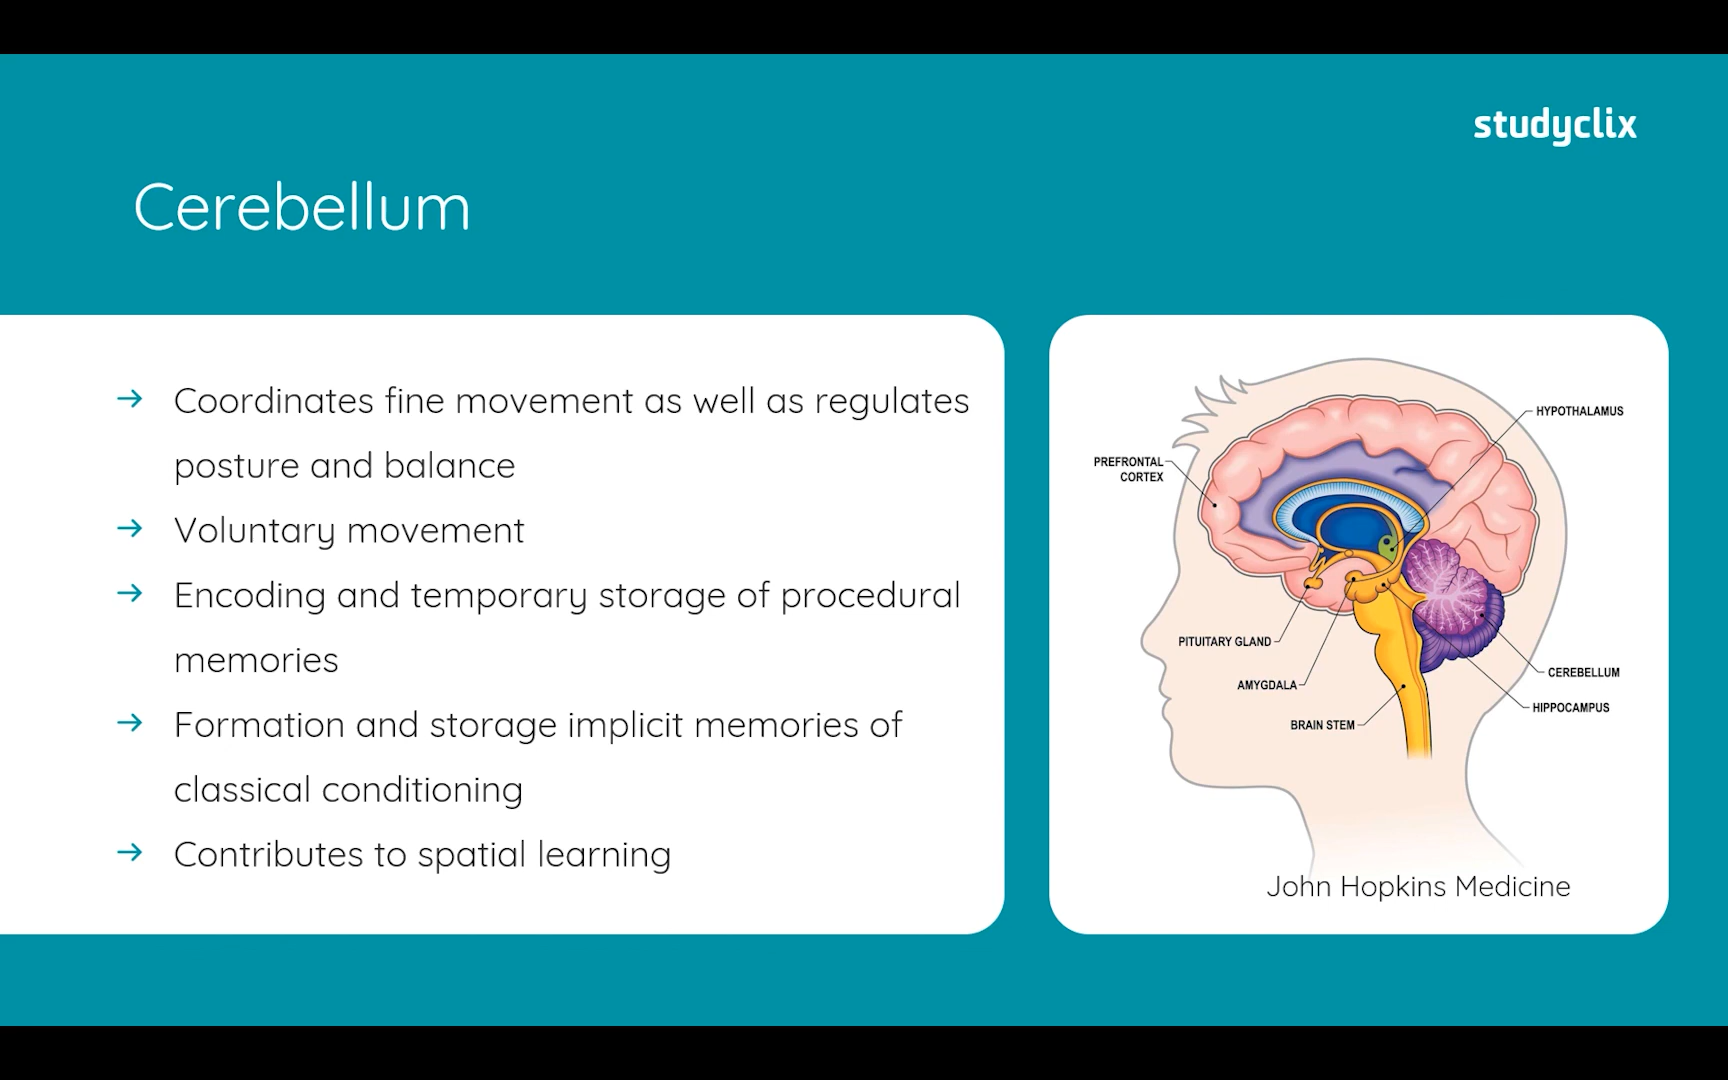 studyclix
Cerebellum
→ Coordinates fine movement as well as regulates
posture and balance
→ Voluntary movement
→ Encoding and temporary storage of procedural
memories
→ Formation and storage implicit memories of
classical conditioning
→ Contributes to spatial learning
HYPOTHALAMUS
PREFRONTAL
CORTEX
PITUITARY GLAND
AMYGDALA
BRAIN STEM
CEREBELLUM
HIPPOCAMPUS
John Hopkins Medicine